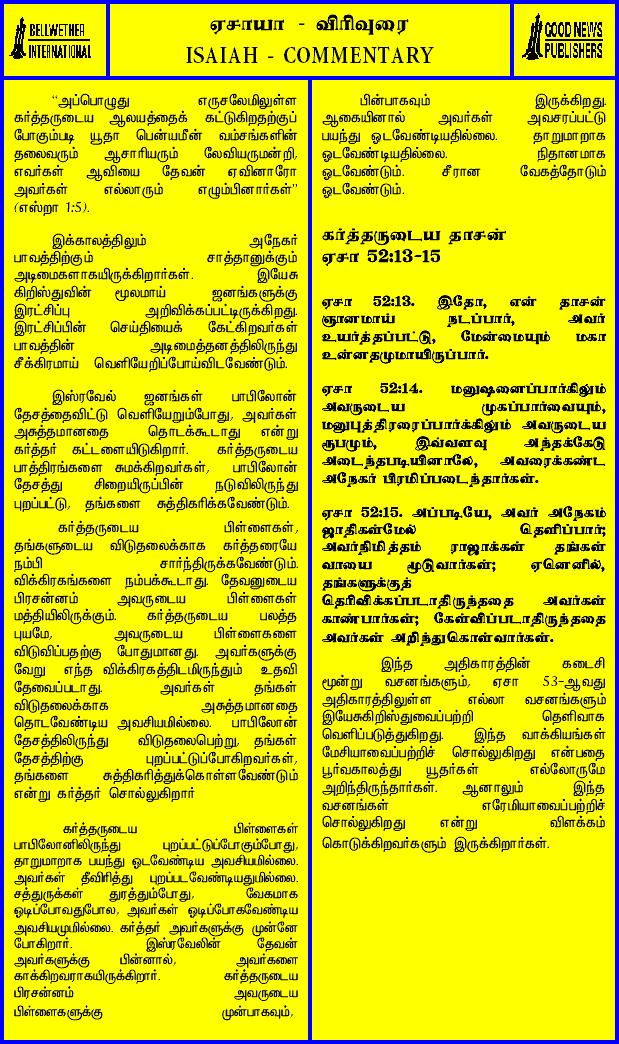 BELLWETHER
INTERNATIONAL
ஏசாயா - விரிவுரை
ISAIAH - COMMENTARY
GOOD NEWS
PUBLISHERS
“அப்பொழுது எருசலேமிலுள்ள
கர்த்தருடைய ஆலயத்தைக் கட்டுகிறதற்குப்
போகும்படி யூதா பென்யமீன் வம்சங்களின்
தலைவரும் ஆசாரியரும் லேவியருமன்றி,
எவர்கள் ஆவியை தேவன் ஏவினாரோ
அவர்கள் எல்லாரும் எழும்பினார்கள்”
(எஸ்றா 1:5).
இக்காலத்திலும் அநேகர்
பாவத்திற்கும் சாத்தானுக்கும்
அடிமைகளாகயிருக்கிறார்கள். இயேசு
கிறிஸ்துவின் மூலமாய் ஜனங்களுக்கு
இரட்சிப்பு அறிவிக்கப்பட்டிருக்கிறது.
இரட்சிப்பின் செய்தியைக் கேட்கிறவர்கள்
பாவத்தின் அடிமைத்தனத்திலிருந்து
சீக்கிரமாய் வெளியேறிப்போய்விடவேண்டும்.
இஸ்ரவேல் ஜனங்கள் பாபிலோன்
தேசத்தைவிட்டு வெளியேறும்போது, அவர்கள்
அசுத்தமானதை தொடக்கூடாது என்று
கர்த்தர் கட்டளையிடுகிறார். கர்த்தருடைய
பாத்திரங்களை சுமக்கிறவர்கள், பாபிலோன்
தேசத்து சிறையிருப்பின் நடுவிலிருந்து
புறப்பட்டு, தங்களை சுத்திகரிக்கவேண்டும்.
கர்த்தருடைய பிள்ளைகள்,
தங்களுடைய விடுதலைக்காக கர்த்தரையே
நம்பி சார்ந்திருக்கவேண்டும்.
விக்கிரகங்களை நம்பக்கூடாது. தேவனுடைய
பிரசன்னம் அவருடைய பிள்ளைகள்
மத்தியிலிருக்கும். கர்த்தருடைய பலத்த
புயமே, அவருடைய பிள்ளைகளை
விடுவிப்பதற்கு போதுமானது. அவர்களுக்கு
வேறு எந்த விக்கிரகத்திடமிருந்தும் உதவி
தேவைப்படாது. அவர்கள் தங்கள்
விடுதலைக்காக அசுத்தமானதை
தொடவேண்டிய அவசியமில்லை. பாபிலோன்
தேசத்திலிருந்து விடுதலைபெற்று, தங்கள்
தேசத்திற்கு புறப்பட்டுப்போகிறவர்கள்,
தங்களை சுத்திகரித்துக்கொள்ளவேண்டும்
என்று கர்த்தர் சொல்லுகிறார்
கர்த்தருடைய பிள்ளைகள்
பாபிலோனிலிருந்து புறப்பட்டுப்போகும்போது,
தாறுமாறாக பயந்து ஓடவேண்டிய அவசியமில்லை.
அவர்கள் தீவிரித்து புறப்படவேண்டியதுமில்லை.
சத்துருக்கள் துரத்தும்போது, வேகமாக
ஒடிப்போவதுபோல, அவர்கள் ஓடிப்போகவேண்டிய
அவசியமுமில்லை. கர்த்தர் அவர்களுக்கு முன்னே
போகிறார். இஸ்ரவேலின் தேவன்
அவர்களுக்கு பின்னால், அவர்களை
காக்கிறவராகயிருக்கிறார். கர்த்தருடைய
பிரசன்னம் அவருடைய
பிள்ளைகளுக்கு முன்பாகவும்,
பின்பாகவும் இருக்கிறது.
ஆகையினால் அவர்கள் அவசரப்பட்டு
பயந்து ஓடவேண்டியதில்லை. தாறுமாறாக
ஓடவேண்டியதில்லை. நிதானமாக
ஓடவேண்டும். சீரான வேகத்தோடும்
ஓடவேண்டும்.
கர்த்தருடைய தாசன்
ஏசா 52:13-15
ஏசா 52:13. இதோ, என் தாசன்
ஞானமாய் நடப்பார், அவர்
உயர்த்தப்பட்டு, மேன்மையும் மகா
உன்னதமுமாயிருப்பார்.
ஏசா 52:14. மனுஷனைப்பார்கிலும்
அவருடைய முகப்பார்வையும்,
மனுபுத்திரரைப்பார்க்கிலும் அவருடைய
ரூபமும், இவ்வளவு அந்தக்கேடு
அடைந்தபடியினாலே, அவரைக்கண்ட
அநேகர் பிரமிப்படைந்தார்கள்.
ஏசா 52:15. அப்படியே, அவர் அநேகம்
ஜாதிகள்மேல் தெளிப்பார்;
அவர்நிமித்தம் ராஜாக்கள் தங்கள்
வாயை மூடுவார்கள்; ஏனெனில்,
தங்களுக்குத்
தெரிவிக்கப்படாதிருந்ததை அவர்கள்
காண்பார்கள்; கேள்விப்படாதிருந்ததை
அவர்கள் அறிந்துகொள்வார்கள்.
இந்த அதிகாரத்தின் கடைசி
மூன்று வசனங்களும், ஏசா 53-ஆவது
அதிகாரத்திலுள்ள எல்லா வசனங்களும்
இயேசுகிறிஸ்துவைப்பற்றி தெளிவாக
வெளிப்படுத்துகிறது. இந்த வாக்கியங்கள்
மேசியாவைப்பற்றிச் சொல்லுகிறது என்பதை
பூர்வகாலத்து யூதர்கள் எல்லோருமே
அறிந்திருந்தார்கள். ஆனாலும் இந்த
வசனங்கள் எரேமியாவைப்பற்றிச்
சொல்லுகிறது என்று விளக்கம்
கொடுக்கிறவர்களும் இருக்கிறார்கள்.